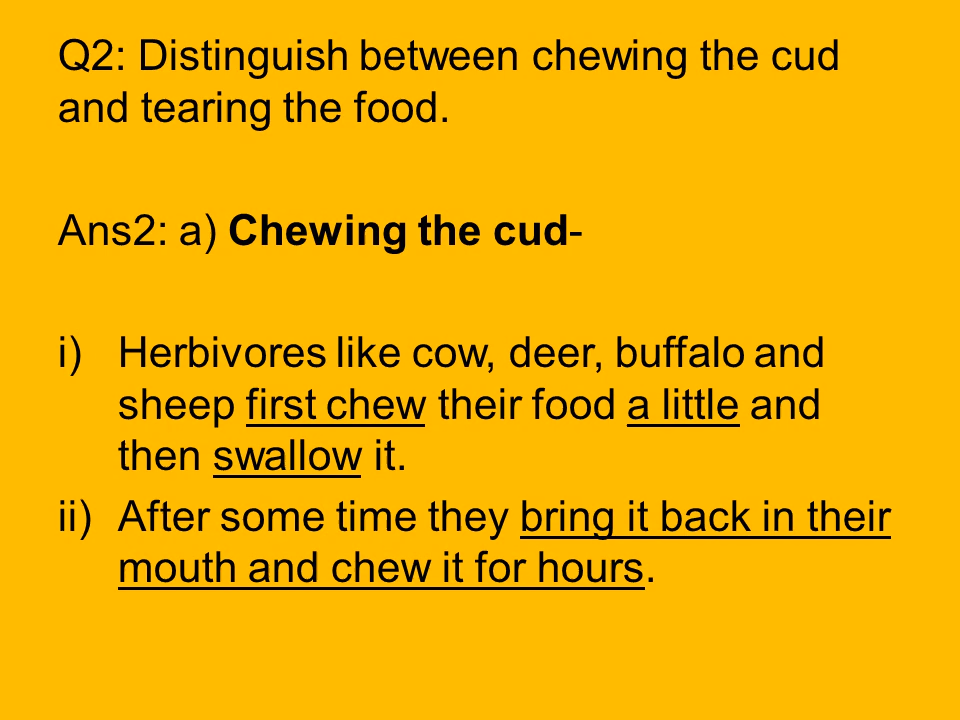 Q2: Distinguish between chewing the cud
and tearing the food.
Ans2: a) Chewing the cud-
i) Herbivores like cow, deer, buffalo and
sheep first chew their food a little and
then swallow it.
ii) After some time they bring it back in their
mouth and chew it for hours.